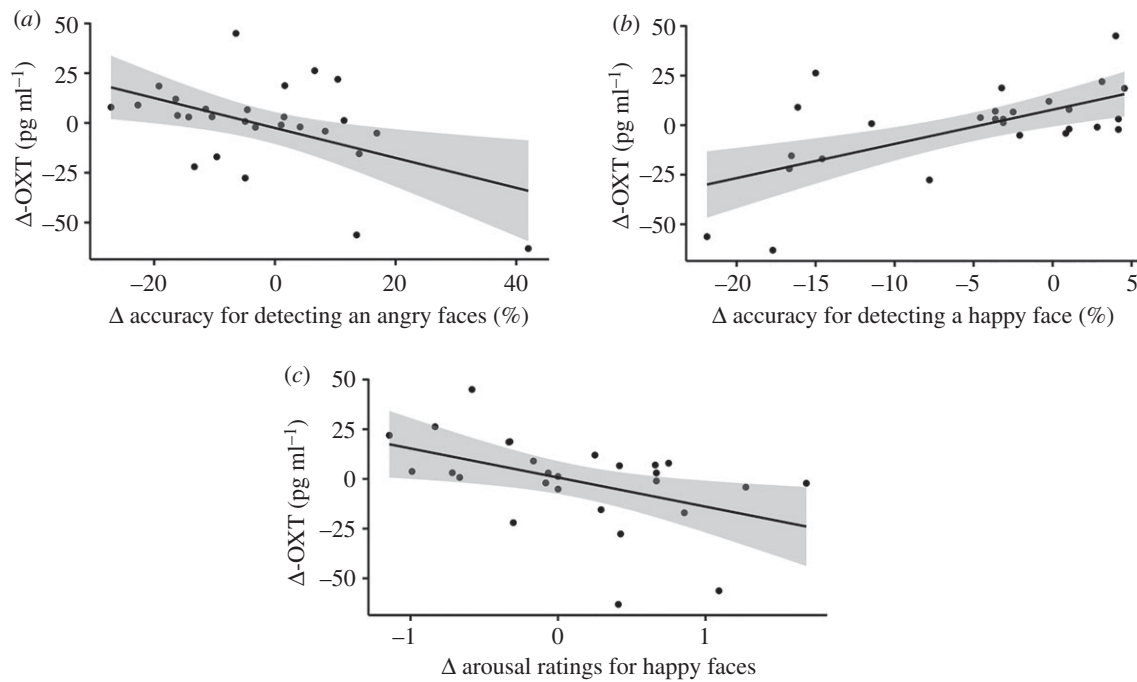 (a)
50
25
0
−25
−50
Δ-OXT (pg ml−1)
−20 0 20 40
Δ accuracy for detecting an angry faces (%)
(b)
50
25
0
−25
−50
Δ-OXT (pg ml−1)
−20 −15 −10 −5 0 5
Δ accuracy for detecting a happy face (%)
(c)
50
25
0
−25
−50
Δ-OXT (pg ml−1)
−1 0 1
Δ arousal ratings for happy faces